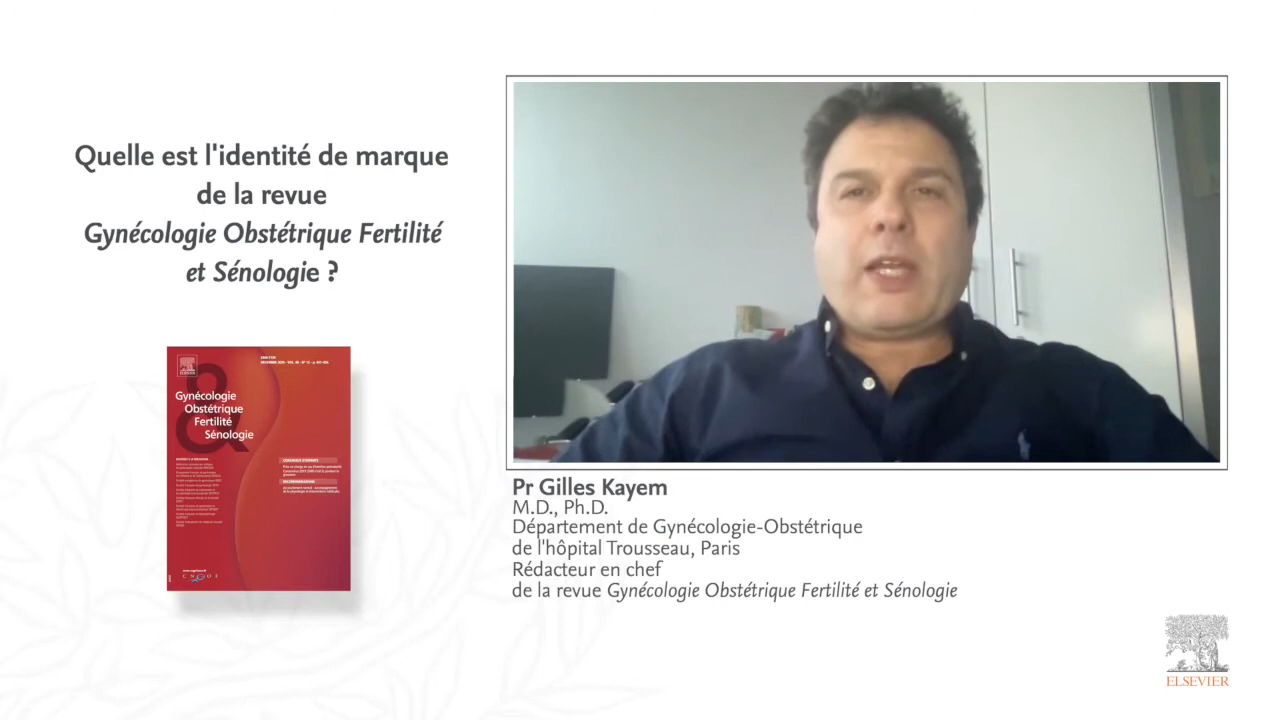 Quelle est l'identité de marque
de la revue
Gynécologie Obstétrique Fertilité
et Sénologie ?
ELSEVIER
Gynécologie
Obstétrique
Fertilité
Sénologie
&
CNGOF
Pr Gilles Kayem
M.D., Ph.D.
Département de Gynécologie-Obstétrique
de l'hôpital Trousseau, Paris
Rédacteur en chef
de la revue Gynécologie Obstétrique Fertilité et Sénologie
ELSEVIER